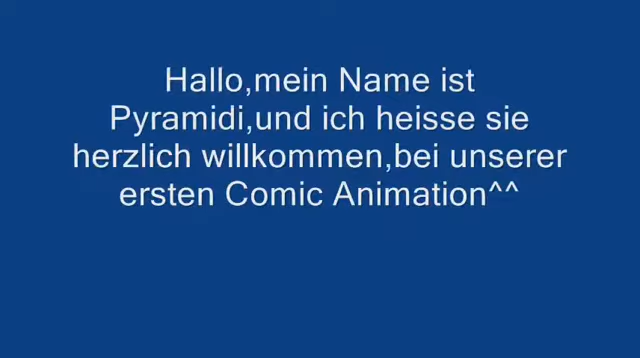 Hallo,mein Name ist
Pyramidi,und ich heisse sie
herzlich willkommen,bei unserer
ersten Comic Animation^^